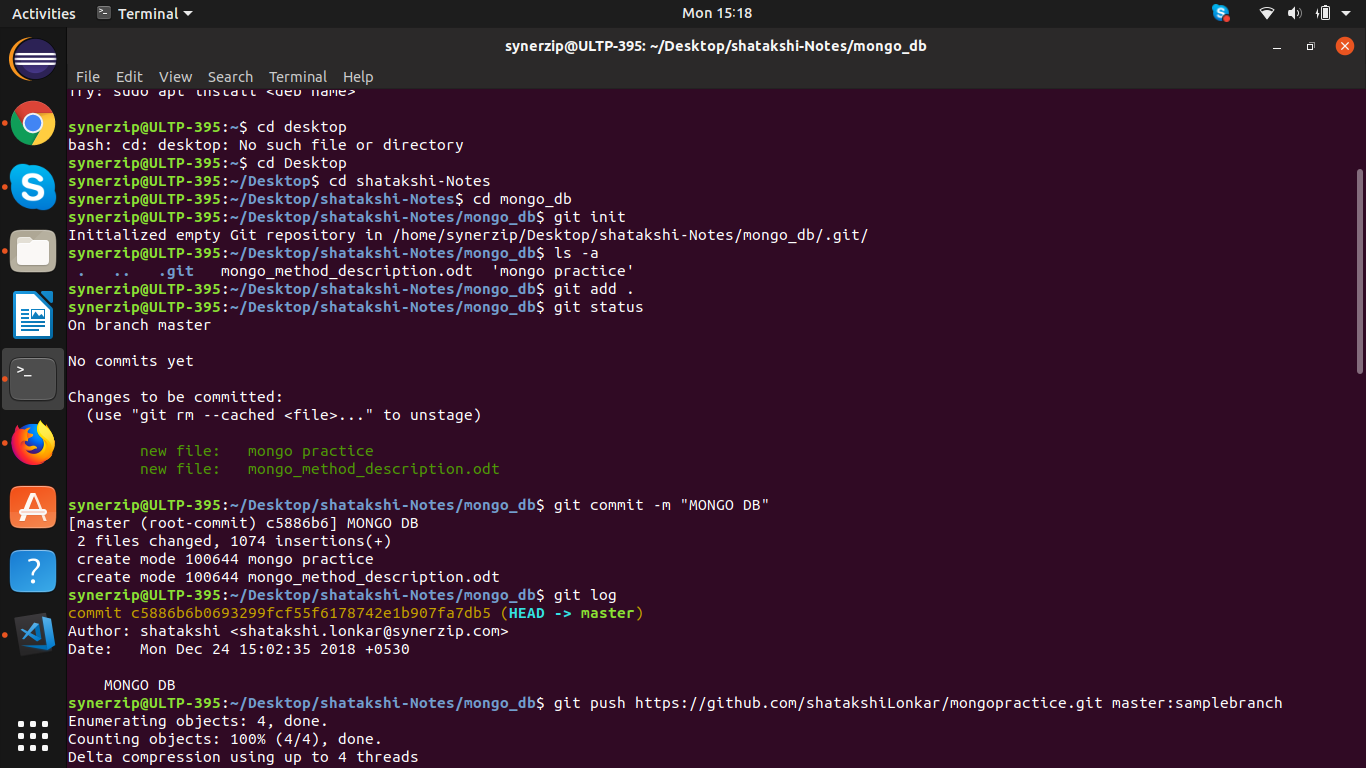 Activities Terminal Mon 15:18
synerzip@ULTP-395: ~/Desktop/shatakshi-Notes/mongo_db
File Edit View Search Terminal Help
Try: sudo apt install <deb name>
synerzip@ULTP-395:~$ cd desktop
bash: cd: desktop: No such file or directory
synerzip@ULTP-395:~$ cd Desktop
synerzip@ULTP-395:~/Desktop$ cd shatakshi-Notes
synerzip@ULTP-395:~/Desktop/shatakshi-Notes$ cd mongo_db
synerzip@ULTP-395:~/Desktop/shatakshi-Notes/mongo_db$ git init
Initialized empty Git repository in /home/synerzip/Desktop/shatakshi-Notes/mongo_db/.git/
synerzip@ULTP-395:~/Desktop/shatakshi-Notes/mongo_db$ ls -a
. .. .git mongo_method_description.odt 'mongo practice'
synerzip@ULTP-395:~/Desktop/shatakshi-Notes/mongo_db$ git add .
synerzip@ULTP-395:~/Desktop/shatakshi-Notes/mongo_db$ git status
On branch master
No commits yet
Changes to be committed:
(use "git rm --cached <file>..." to unstage)
new file: mongo practice
new file: mongo_method_description.odt
synerzip@ULTP-395:~/Desktop/shatakshi-Notes/mongo_db$ git commit -m "MONGO DB"
[master (root-commit) c5886b6] MONGO DB
2 files changed, 1074 insertions(+)
create mode 100644 mongo practice
create mode 100644 mongo_method_description.odt
synerzip@ULTP-395:~/Desktop/shatakshi-Notes/mongo_db$ git log
commit c5886b6b0693299fcf55f6178742e1b907fa7db5 (HEAD -> master)
Author: shatakshi <shatakshi.lonkar@synerzip.com>
Date: Mon Dec 24 15:02:35 2018 +0530
MONGO DB
synerzip@ULTP-395:~/Desktop/shatakshi-Notes/mongo_db$ git push https://github.com/shatakshiLonkar/mongopractice.git master:samplebranch
Enumerating objects: 4, done.
Counting objects: 100% (4/4), done.
Delta compression using up to 4 threads